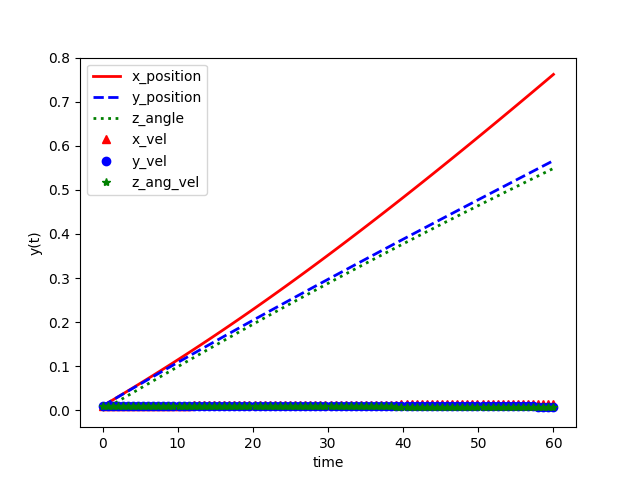 0.8
0.7
0.6
0.5
0.4
0.3
0.2
0.1
0.0
y(t)
x_position
y_position
z_angle
x_vel
y_vel
z_ang_vel
0 10 20 30 40 50 60
time